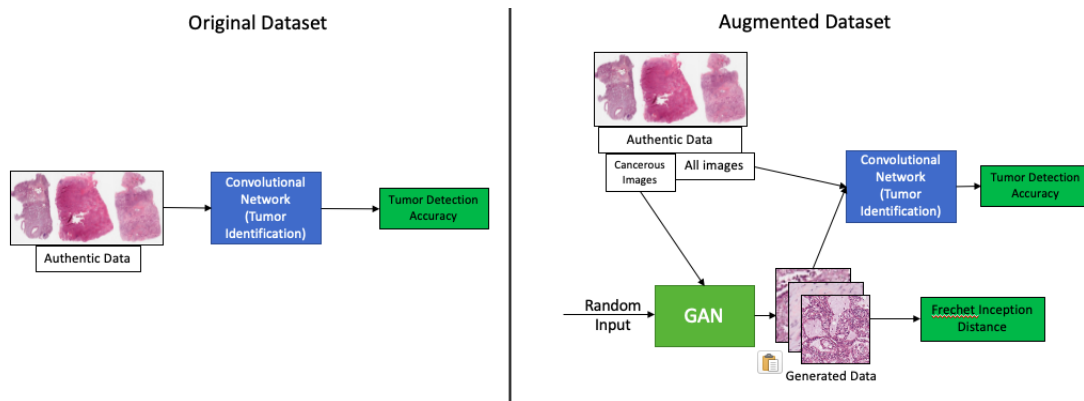 Original Dataset
Authentic Data
Convolutional
Network
(Tumor
Identification)
Tumor Detection
Accuracy
Augmented Dataset
Authentic Data
Cancerous
Images
All images
Convolutional
Network
(Tumor
Identification)
Tumor Detection
Accuracy
Random
Input
GAN
Generated Data
Frechet Inception
Distance